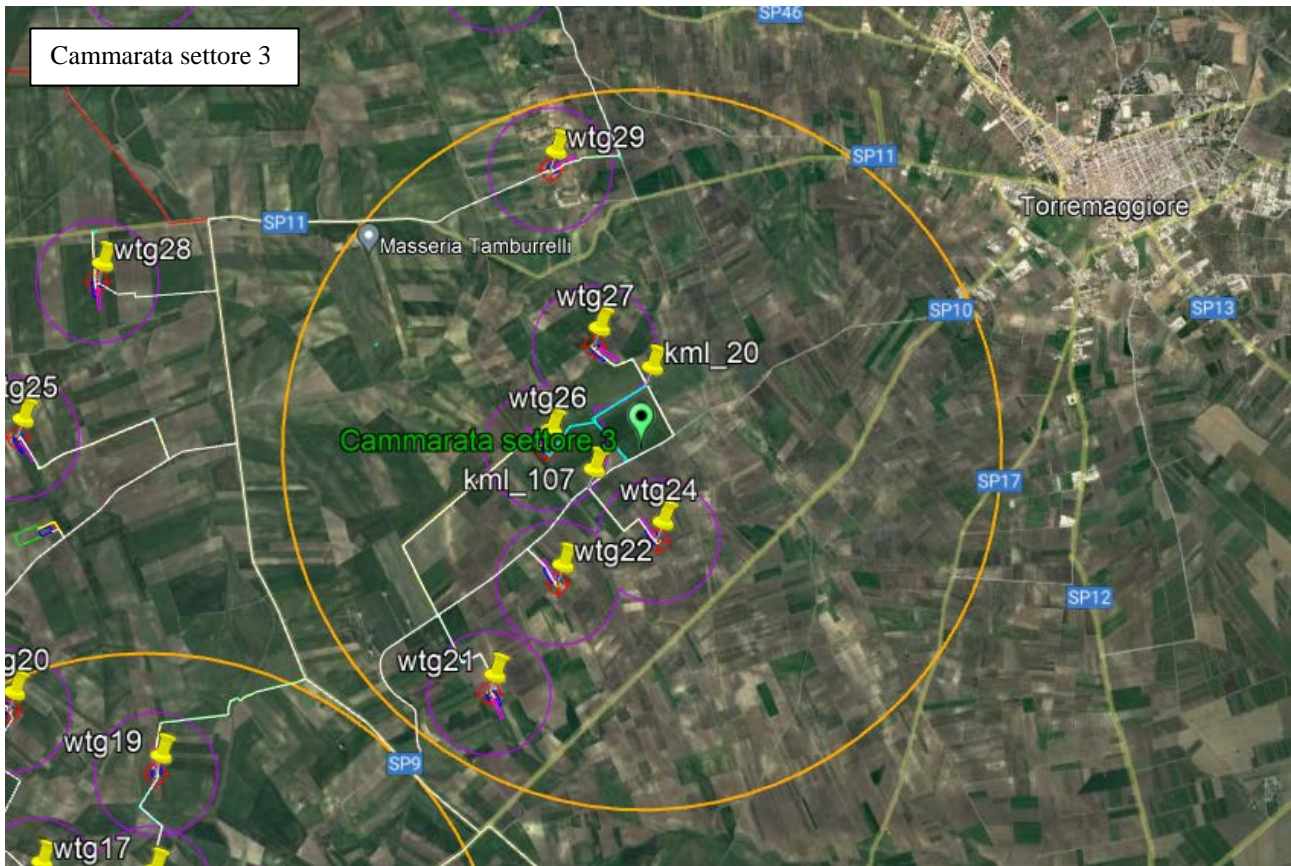 Cammarata settore 3
SP46
wtg29
SP11
Torremaggiore
SP11
Masseria Tamburrelli
wtg28
wtg27
SP10
SP13
kml_20
tg25
wtg26
Cammarata settore 3
kml_107
wtg24
SP17
wtg22
SP12
wtg21
g20
wtg19
SP9
wtg17